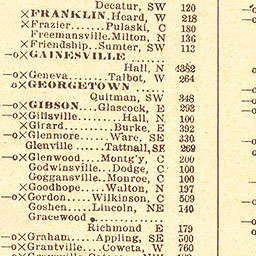 Decatur, SW 120
×FRANKLIN.Heard, W 218
×Frazier......Pulaski, C 180
Freemansville.Milton, N 136
×Friendship..Sumter, SW 113
—o×GAINESVILLE ......
Hall, N 4382
—o×Geneva......Talbot, W 264
o×GEORGETOWN ......
Quitman, SW 348
—o×GIBSON....Glascock, E 293
—o×Gillsville......Hall, N 100
×Girard.......Burke, E 392
—o×Glenmore.....Ware, SE 330
Glenville .....Tattnall, SE 269
—o×Glenwood....Montg'y, C 200
Godwinsville...Dodge, C 100
Goggansville..Monroe, C 100
×Goodhope.....Walton, N 197
—o×Gordon.....Wilkinson, C 509
Goshen......Lincoln, NE 140
Gracewood
Richmond E 179
—o×Graham......Appling, SE 500
—o×Grantville....Coweta, W 760